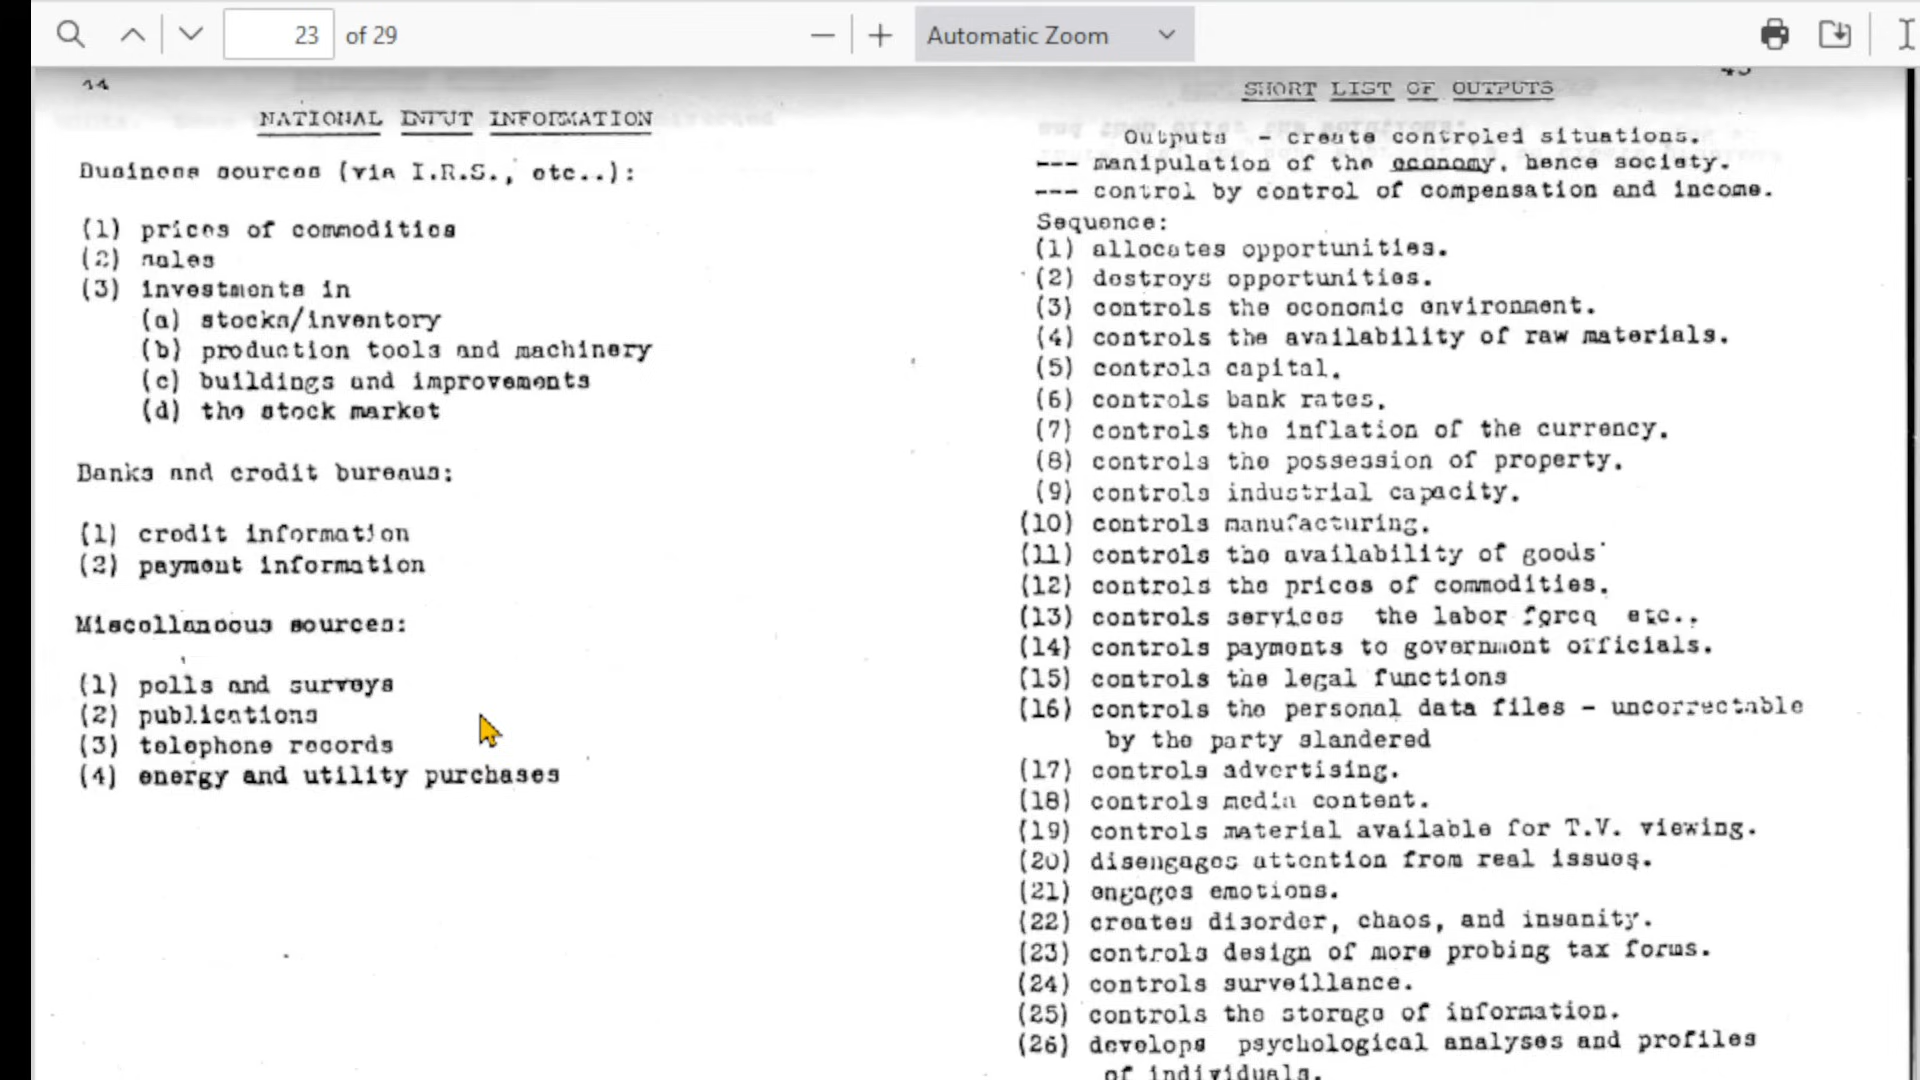 23 of 29
Automatic Zoom
44
NATIONAL INPUT INFORMATION
Business sources (via I.R.S., etc..):
(1) prices of commodities
(2) sales
(3) investments in
(a) stocks/inventory
(b) production tools and machinery
(c) buildings and improvements
(d) the stock market
Banks and credit bureaus:
(1) credit information
(2) payment information
Miscellaneous sources:
(1) polls and surveys
(2) publications
(3) telephone records
(4) energy and utility purchases
SHORT LIST OF OUTPUTS
Outputs - create controled situations.
--- manipulation of the economy, hence society.
--- control by control of compensation and income.
Sequence:
(1) allocates opportunities.
(2) destroys opportunities.
(3) controls the economic environment.
(4) controls the availability of raw materials.
(5) controls capital.
(6) controls bank rates.
(7) controls the inflation of the currency.
(8) controls the possession of property.
(9) controls industrial capacity.
(10) controls manufacturing.
(11) controls the availability of goods
(12) controls the prices of commodities.
(13) controls services the labor force etc..
(14) controls payments to government officials.
(15) controls the legal functions
(16) controls the personal data files - uncorrectable
by the party slandered
(17) controls advertising.
(18) controls media content.
(19) controls material available for T.V. viewing.
(20) disengages attention from real issues.
(21) engages emotions.
(22) creates disorder, chaos, and insanity.
(23) controls design of more probing tax forms.
(24) controls surveillance.
(25) controls the storage of information.
(26) develops psychological analyses and profiles
of individuals.